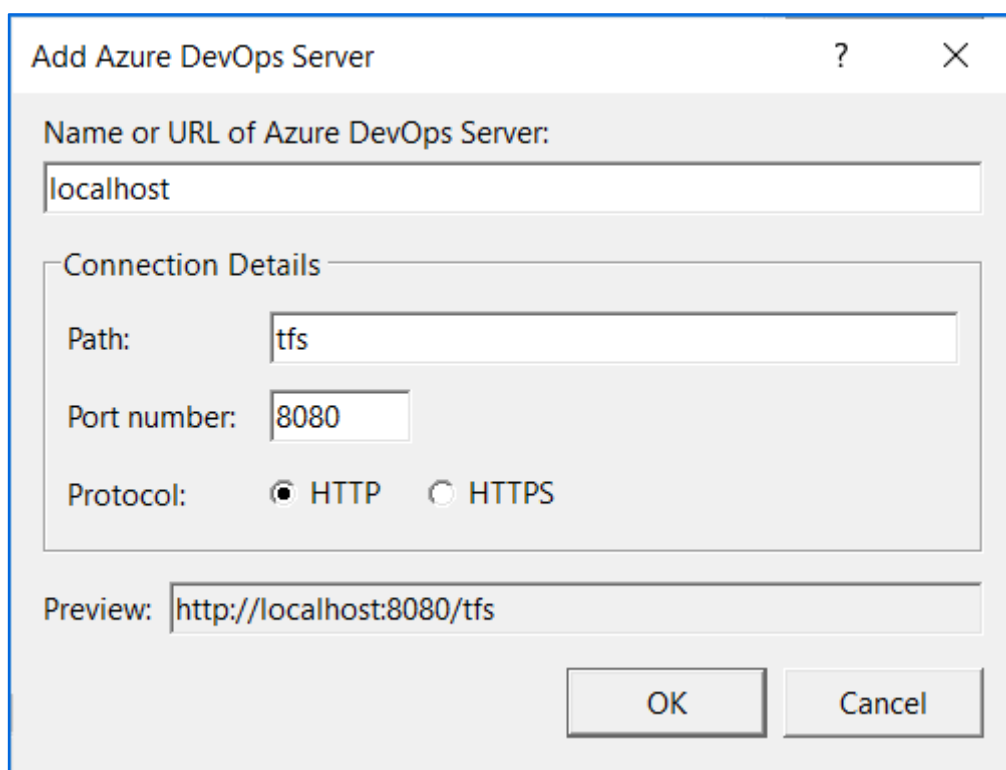 Add Azure DevOps Server ?
Name or URL of Azure DevOps Server:
localhost
Connection Details
Path: tfs
Port number: 8080
Protocol: HTTP HTTPS
Preview: http://localhost:8080/tfs
OK Cancel